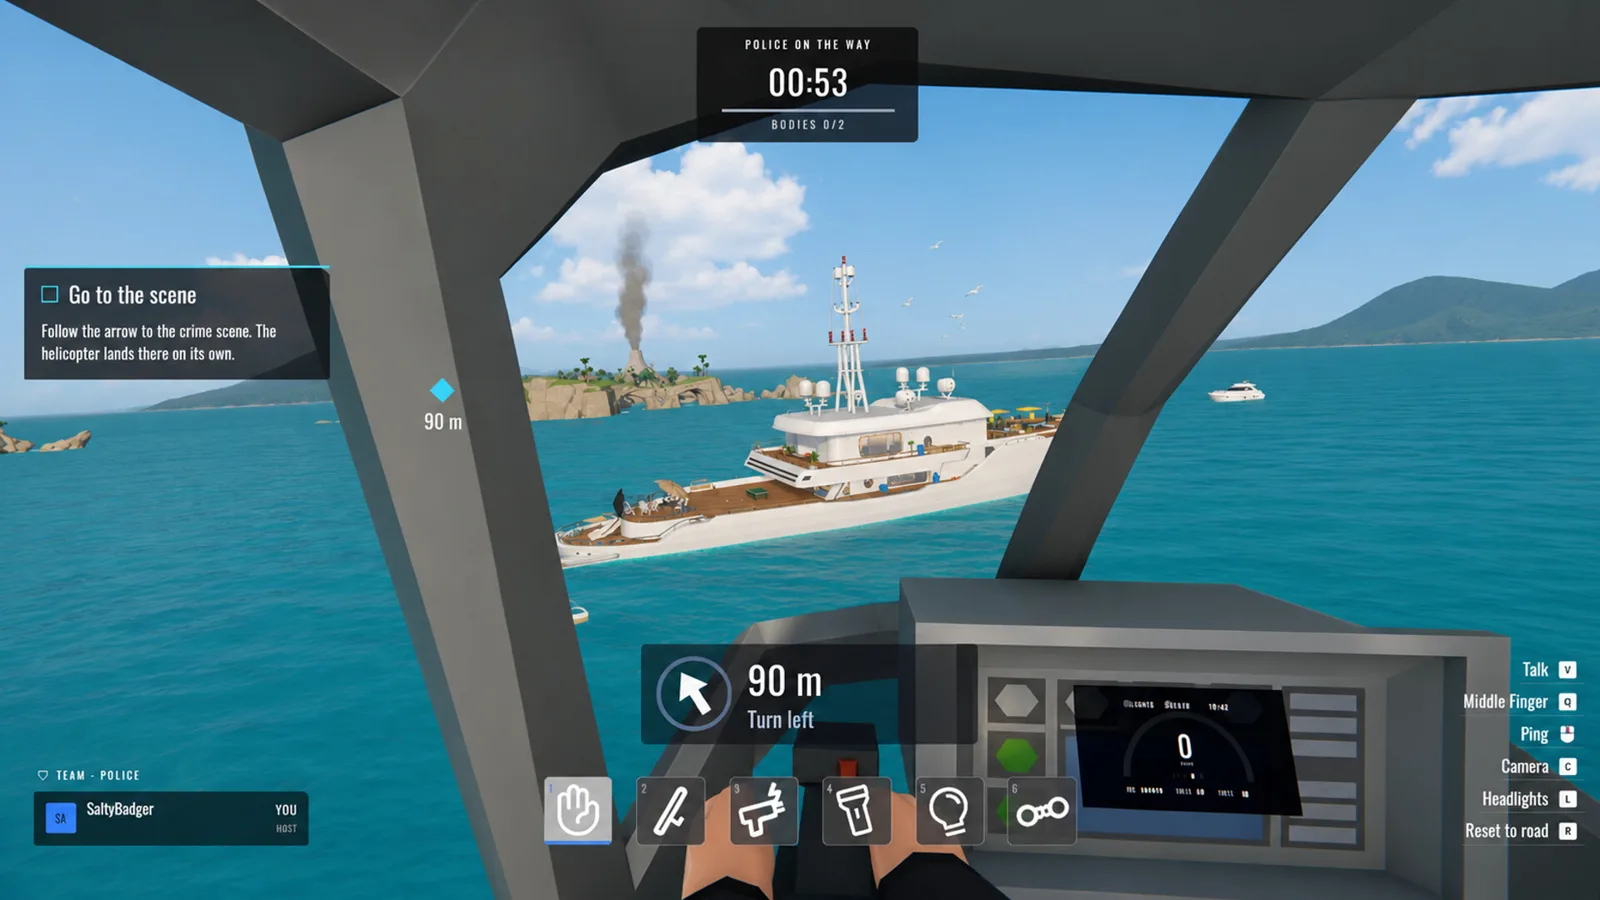 POLICE ON THE WAY
00:53
BODIES 0/2
Go to the scene
Follow the arrow to the crime scene. The
helicopter lands there on its own.
90 m
90 m
Turn left
TEAM - POLICE
SA
SaltyBadger
YOU
HOST
1
2
3
4
5
6
10:42
0
Talk V
Middle Finger Q
Ping
Camera C
Headlights L
Reset to road R